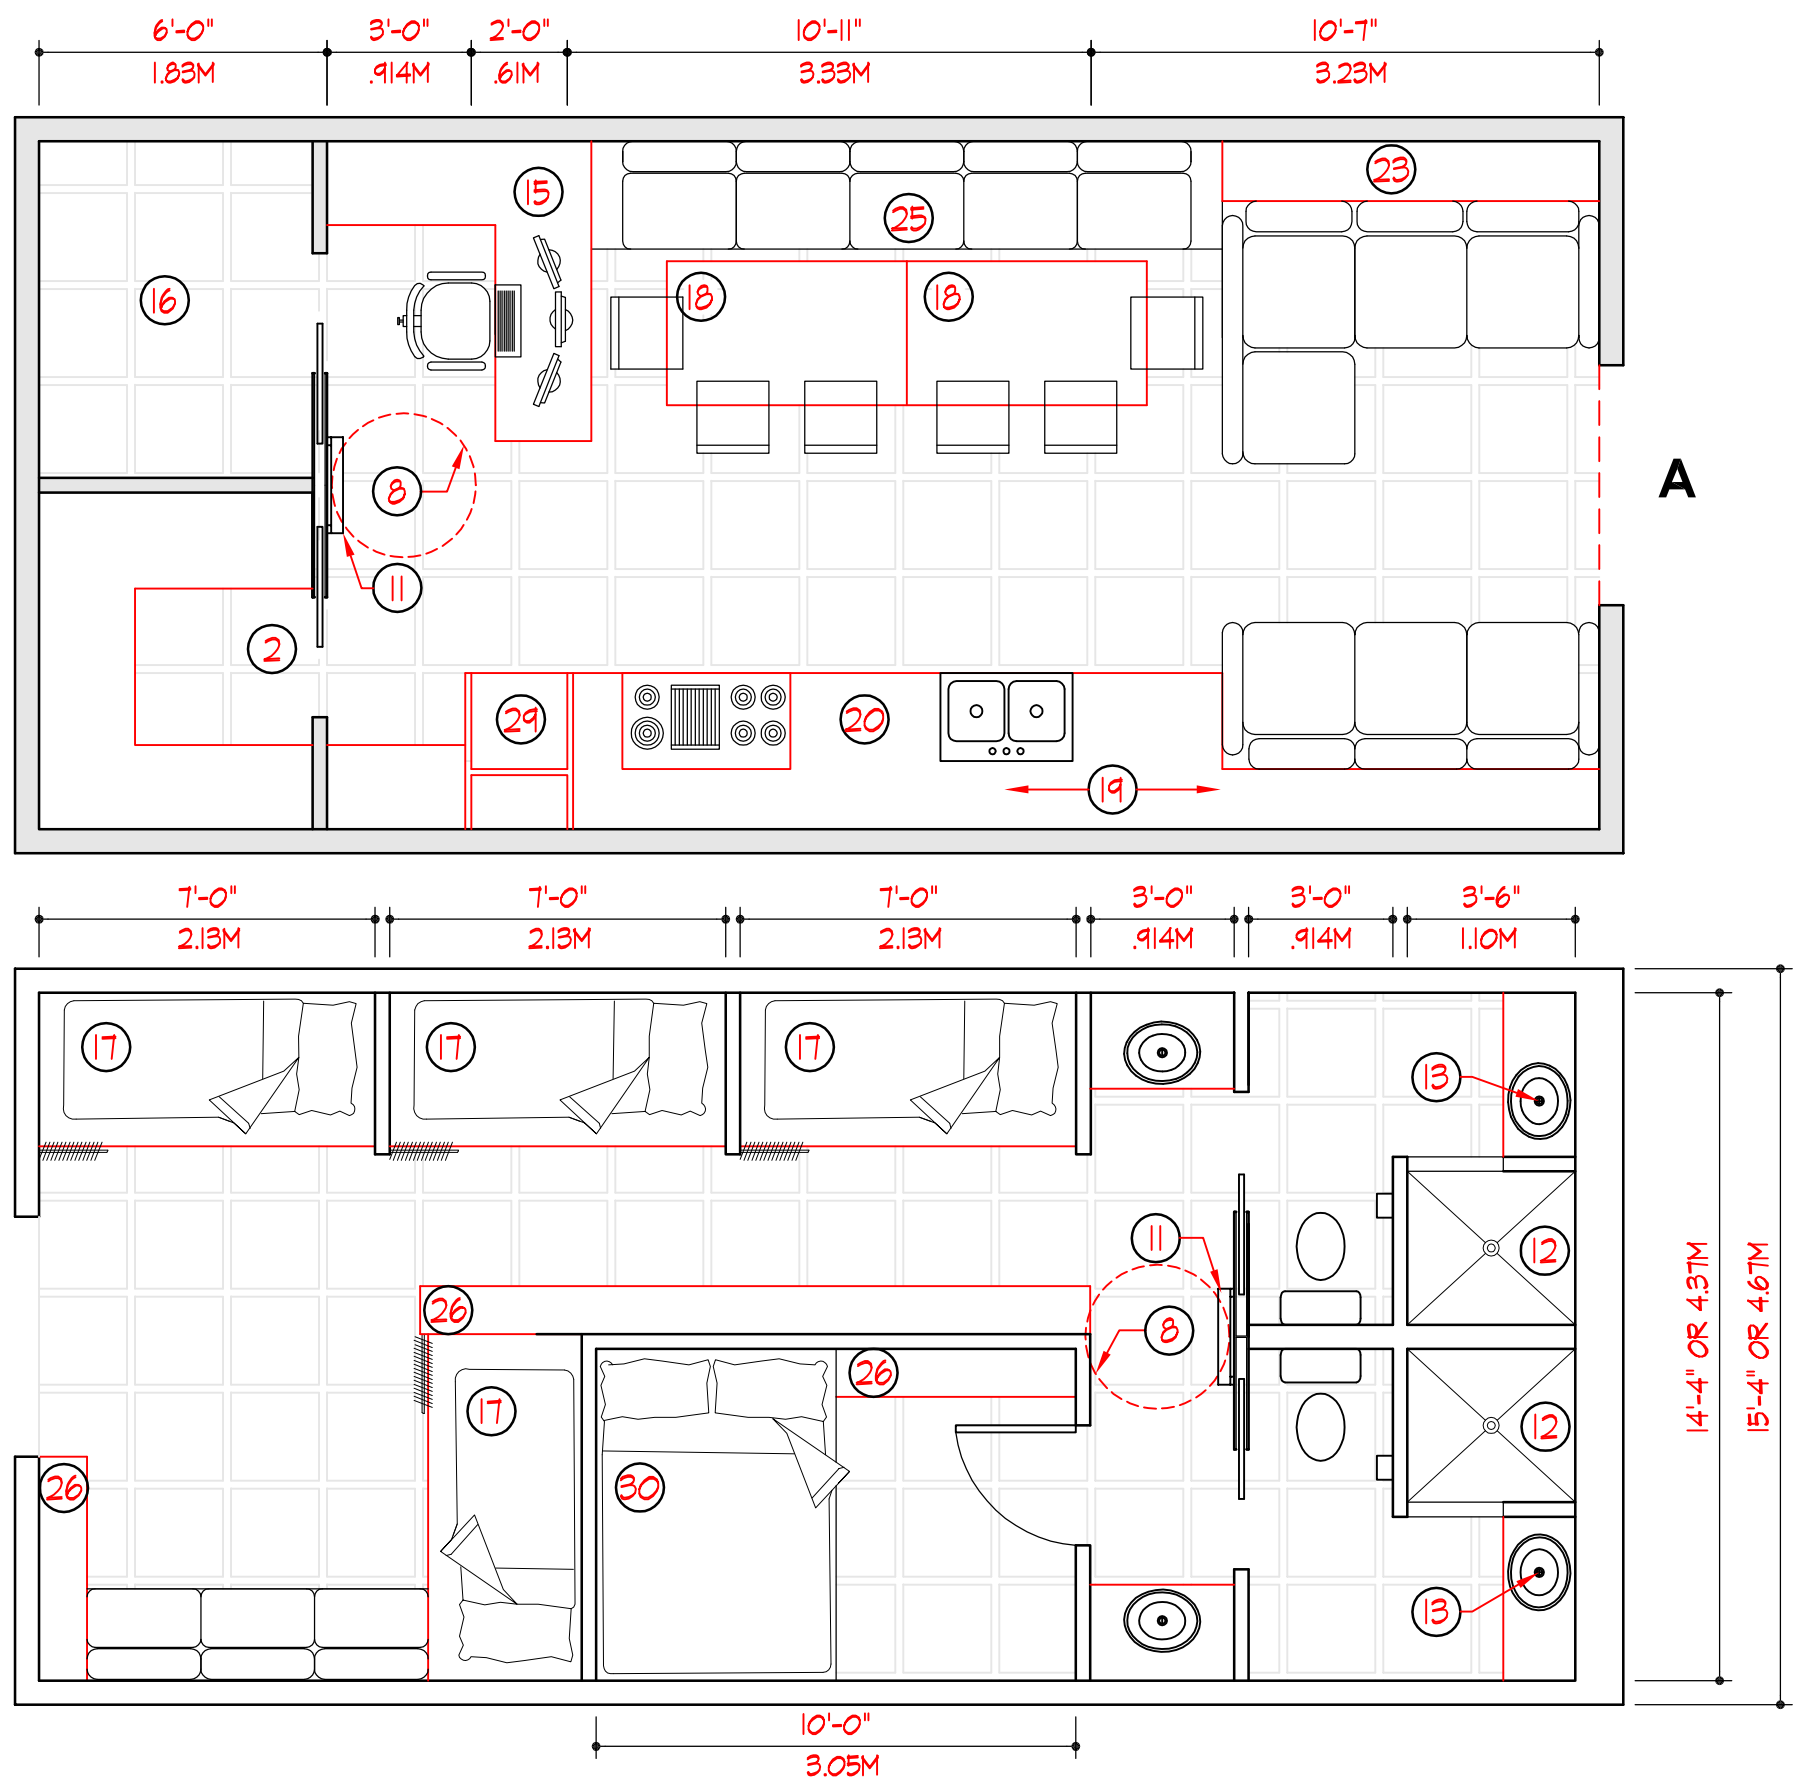 6'-0" 3'-0" 2'-0" 10'-11" 10'-7"
1.83M .914M .61M 3.33M 3.23M
23
15
25
16 18 18
8
A
11
2
29 20
19
7'-0" 7'-0" 7'-0" 3'-0" 3'-0" 3'-6"
2.13M 2.13M 2.13M .914M .914M 1.10M
17 17 17
13
11 12
26
8
14'-4" OR 4.37M
15'-4" OR 4.67M
26
17 12
26 30
13
10'-0"
3.05M